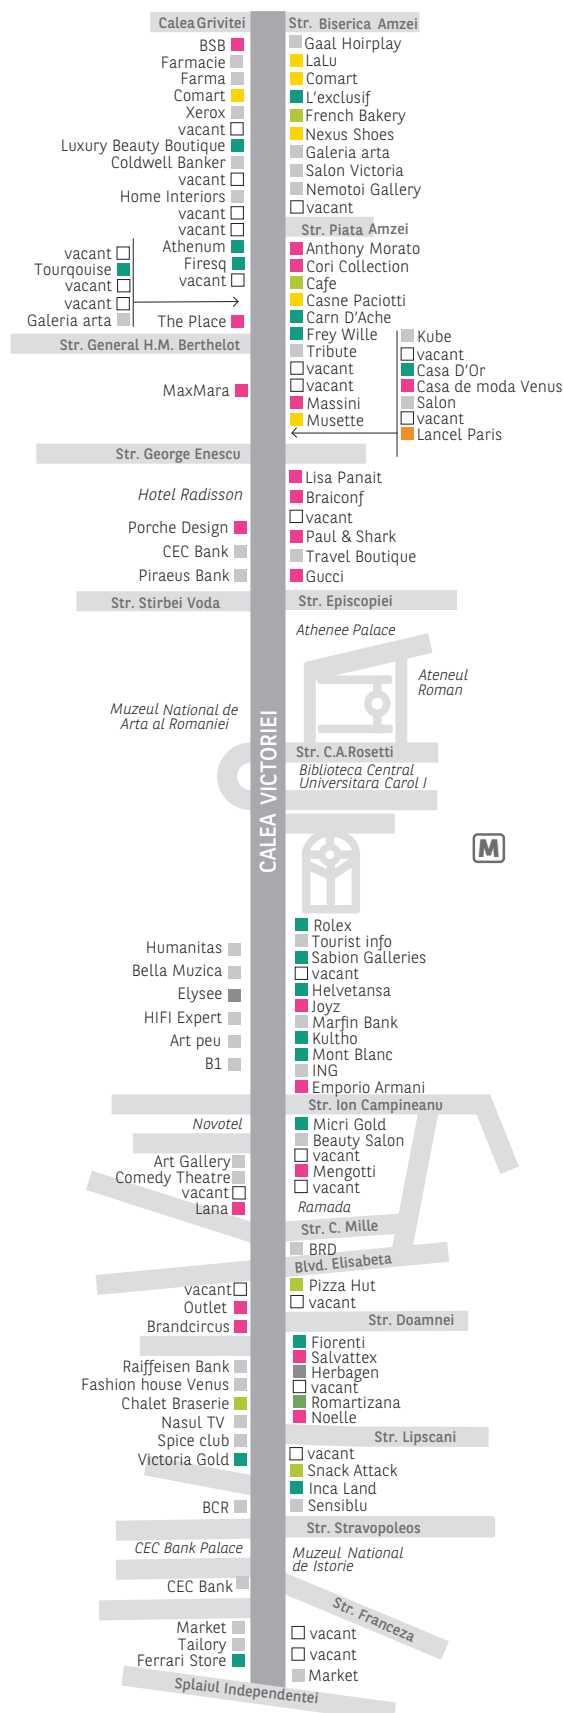 Calea Grivitei
BSB
Farmacie
Farma
Comart
Xerox
vacant
Luxury Beauty Boutique
Coldwell Banker
vacant
Home Interiors
vacant
vacant
Athenum
Firesq
vacant
vacant
Tourqouise
vacant
vacant
Galeria arta
The Place
Str. General H.M. Berthelot
MaxMara
Str. George Enescu
Hotel Radisson
Porche Design
CEC Bank
Piraeus Bank
Str. Stirbei Voda
Muzeul National de
Arta al Romaniei
Humanitas
Bella Muzica
Elysee
HIFI Expert
Art peu
B1
Novotel
Art Gallery
Comedy Theatre
vacant
Lana
vacant
Outlet
Brandcircus
Raiffeisen Bank
Fashion house Venus
Chalet Braserie
Nasul TV
Spice club
Victoria Gold
BCR
CEC Bank Palace
CEC Bank
Market
Tailory
Ferrari Store
CALEA VICTORIEI
Str. Biserica Amzei
Gaal Hoirplay
LaLu
Comart
L'exclusif
French Bakery
Nexus Shoes
Galeria arta
Salon Victoria
Nemotoi Gallery
vacant
Str. Piata Amzei
Anthony Morato
Cori Collection
Cafe
Casne Paciotti
Carn D'Ache
Frey Wille
Tribute
vacant
vacant
Massini
Musette
Kube
vacant
Casa D'Or
Casa de moda Venus
Salon
vacant
Lancel Paris
Lisa Panait
Braiconf
vacant
Paul & Shark
Travel Boutique
Gucci
Str. Episcopiei
Athenee Palace
Ateneul
Roman
Str. C.A.Rosetti
Biblioteca Central
Universitara Carol I
M
Rolex
Tourist info
Sabion Galleries
vacant
Helvetansa
Joyz
Marfin Bank
Kultho
Mont Blanc
ING
Emporio Armani
Str. Ion Campineanu
Micri Gold
Beauty Salon
vacant
Mengotti
vacant
Ramada
Str. C. Mille
BRD
Blvd. Elisabeta
Pizza Hut
vacant
Str. Doamnei
Fiorenti
Salvattex
Herbagen
vacant
Romartizana
Noelle
Str. Lipscani
vacant
Snack Attack
Inca Land
Sensiblu
Str. Stravopoleos
Muzeul National
de Istorie
Str. Franceza
vacant
vacant
Market
Splaiul Independentei